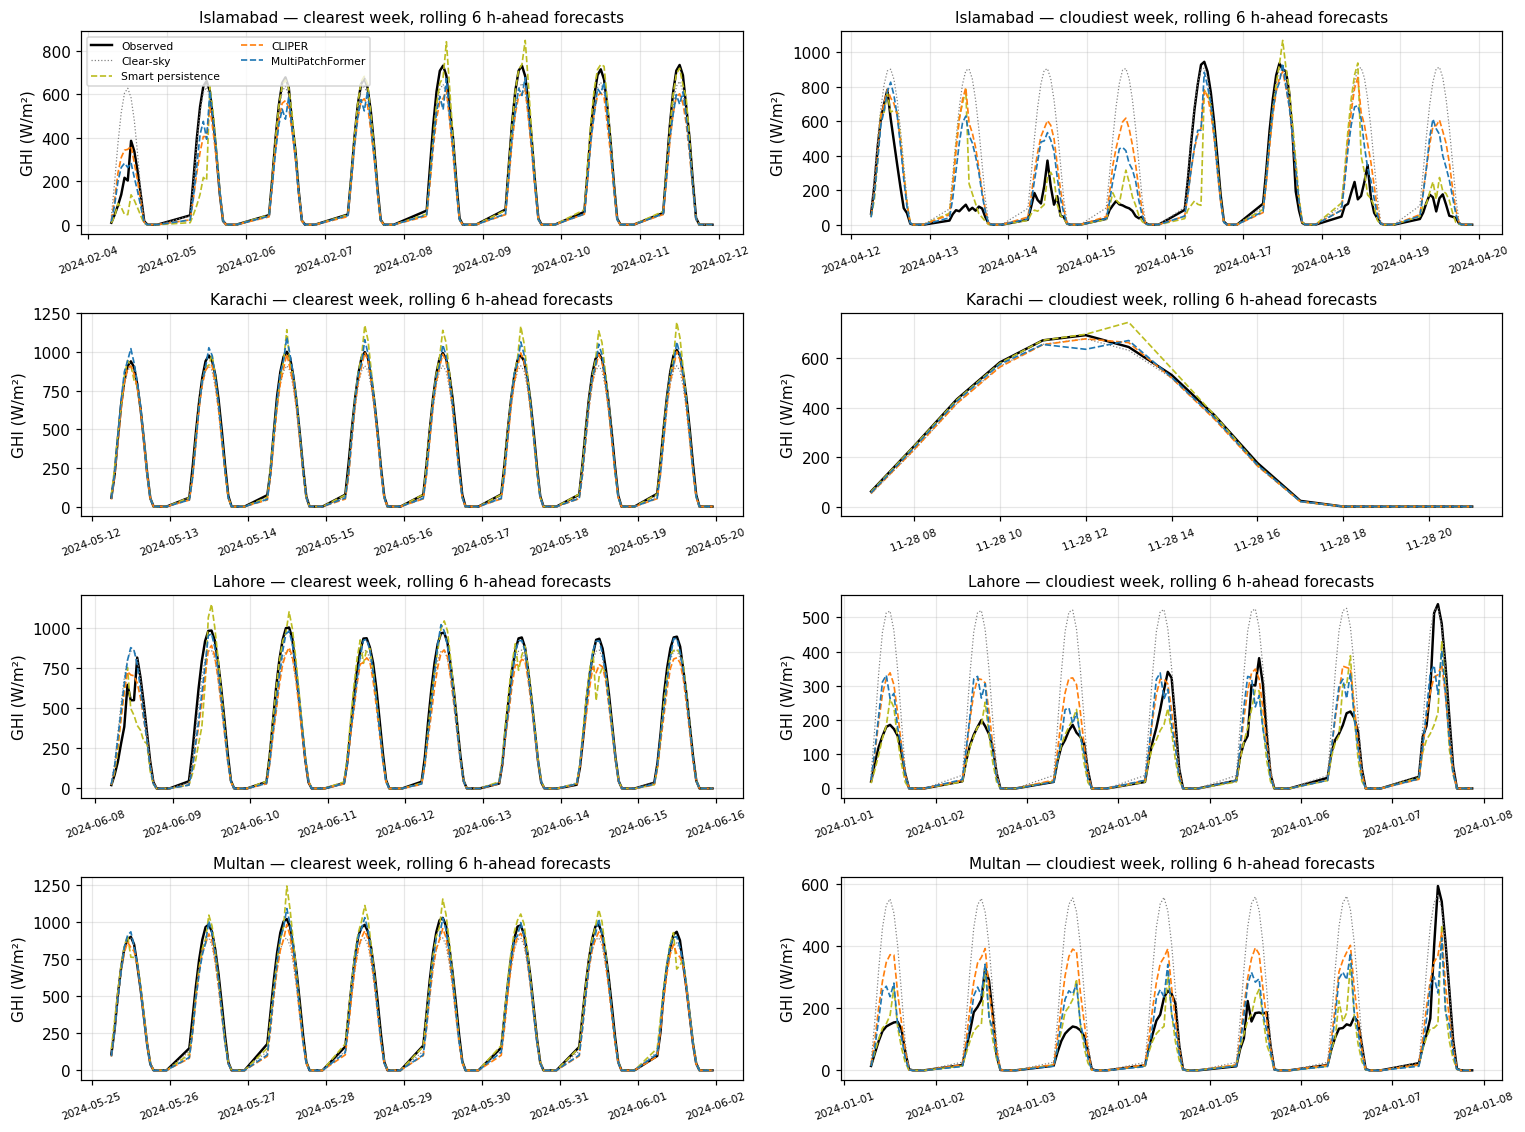 Islamabad — clearest week, rolling 6 h-ahead forecasts
Islamabad — cloudiest week, rolling 6 h-ahead forecasts
Observed
Clear-sky
Smart persistence
CLIPER
MultiPatchFormer
GHI (W/m²)
800
600
400
200
0
2024-02-04 2024-02-05 2024-02-06 2024-02-07 2024-02-08 2024-02-09 2024-02-10 2024-02-11 2024-02-12
GHI (W/m²)
1000
800
600
400
200
0
2024-04-12 2024-04-13 2024-04-14 2024-04-15 2024-04-16 2024-04-17 2024-04-18 2024-04-19 2024-04-20
Karachi — clearest week, rolling 6 h-ahead forecasts
Karachi — cloudiest week, rolling 6 h-ahead forecasts
GHI (W/m²)
1250
1000
750
500
250
0
2024-05-12 2024-05-13 2024-05-14 2024-05-15 2024-05-16 2024-05-17 2024-05-18 2024-05-19 2024-05-20
GHI (W/m²)
600
400
200
0
11-28 08 11-28 10 11-28 12 11-28 14 11-28 16 11-28 18 11-28 20
Lahore — clearest week, rolling 6 h-ahead forecasts
Lahore — cloudiest week, rolling 6 h-ahead forecasts
GHI (W/m²)
1000
750
500
250
0
2024-06-08 2024-06-09 2024-06-10 2024-06-11 2024-06-12 2024-06-13 2024-06-14 2024-06-15 2024-06-16
GHI (W/m²)
500
400
300
200
100
0
2024-01-01 2024-01-02 2024-01-03 2024-01-04 2024-01-05 2024-01-06 2024-01-07 2024-01-08
Multan — clearest week, rolling 6 h-ahead forecasts
Multan — cloudiest week, rolling 6 h-ahead forecasts
GHI (W/m²)
1250
1000
750
500
250
0
2024-05-25 2024-05-26 2024-05-27 2024-05-28 2024-05-29 2024-05-30 2024-05-31 2024-06-01 2024-06-02
GHI (W/m²)
600
400
200
0
2024-01-01 2024-01-02 2024-01-03 2024-01-04 2024-01-05 2024-01-06 2024-01-07 2024-01-08